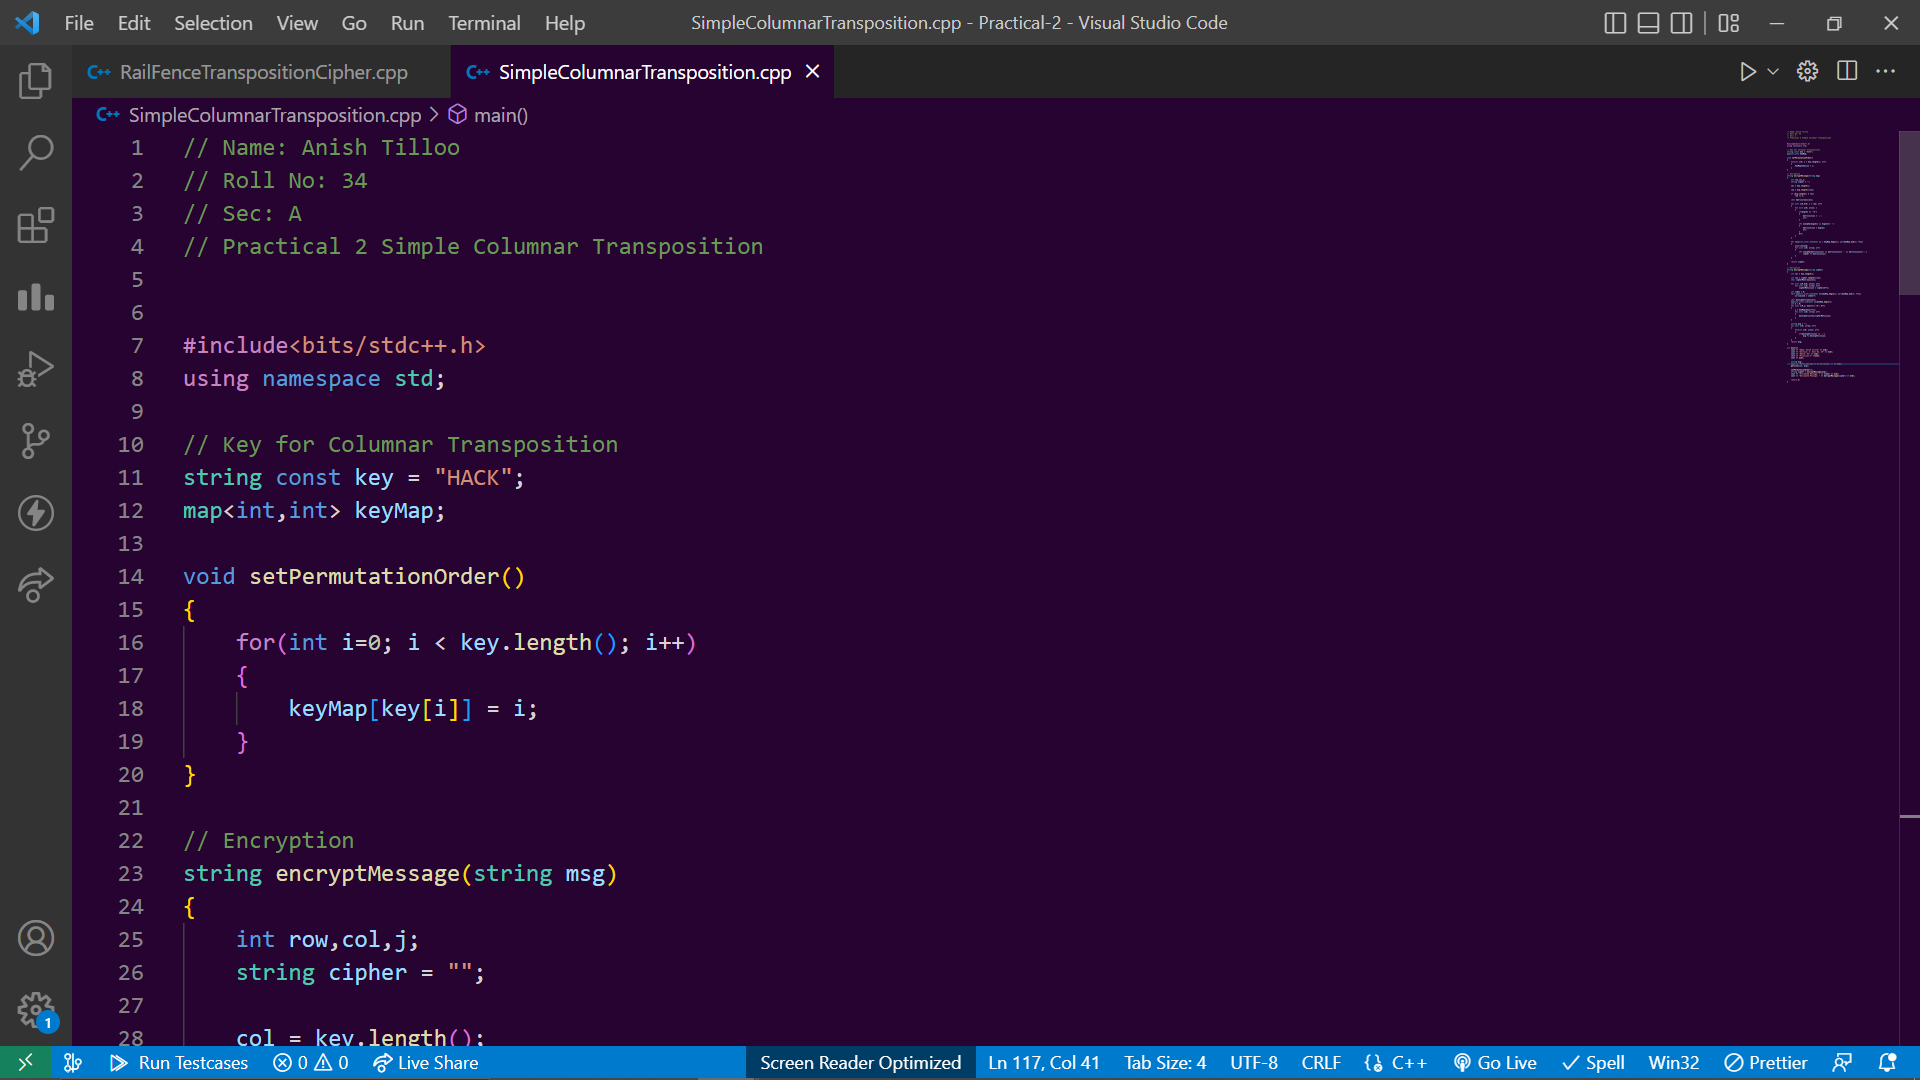 File Edit Selection View Go Run Terminal Help SimpleColumnarTransposition.cpp - Practical-2 - Visual Studio Code
C++ RailFenceTranspositionCipher.cpp C++ SimpleColumnarTransposition.cpp
C++ SimpleColumnarTransposition.cpp > main()
1 // Name: Anish Tilloo
2 // Roll No: 34
3 // Sec: A
4 // Practical 2 Simple Columnar Transposition
5
6
7 #include<bits/stdc++.h>
8 using namespace std;
9
10 // Key for Columnar Transposition
11 string const key = "HACK";
12 map<int,int> keyMap;
13
14 void setPermutationOrder()
15 {
16 for(int i=0; i < key.length(); i++)
17 {
18 keyMap[key[i]] = i;
19 }
20 }
21
22 // Encryption
23 string encryptMessage(string msg)
24 {
25 int row,col,j;
26 string cipher = "";
27
28 col = key.length();
1
Run Testcases 0 0 Live Share Screen Reader Optimized Ln 117, Col 41 Tab Size: 4 UTF-8 CRLF C++ Go Live Spell Win32 Prettier